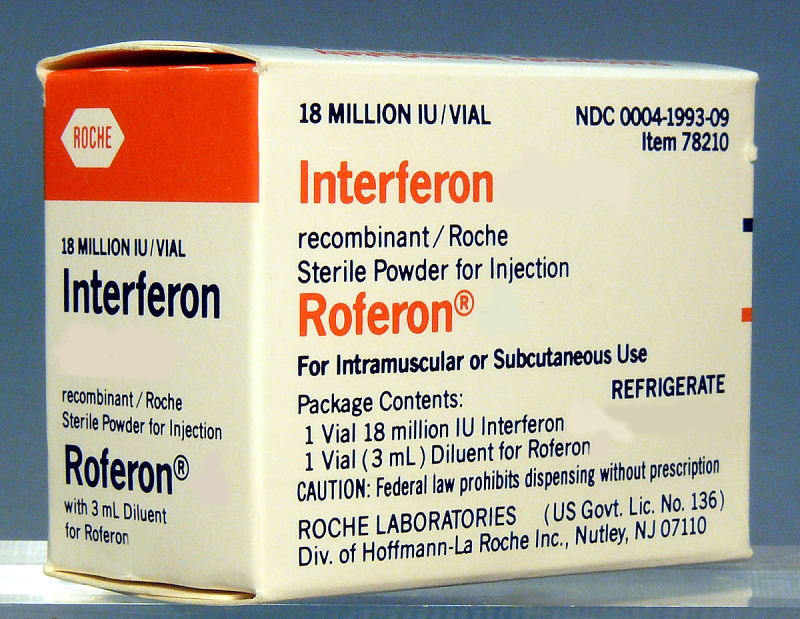 ROCHE
18 MILLION IU/VIAL
Interferon
recombinant/Roche
Sterile Powder for Injection
Roferon®
with 3 mL Diluent
for Roferon
18 MILLION IU/VIAL
NDC 0004-1993-09
Item 78210
Interferon
recombinant/Roche
Sterile Powder for Injection
Roferon®
For Intramuscular or Subcutaneous Use
REFRIGERATE
Package Contents:
1 Vial 18 million IU Interferon
1 Vial (3 mL) Diluent for Roferon
CAUTION: Federal law prohibits dispensing without prescription
ROCHE LABORATORIES (US Govt. Lic. No. 136)
Div. of Hoffmann-La Roche Inc., Nutley, NJ 07110